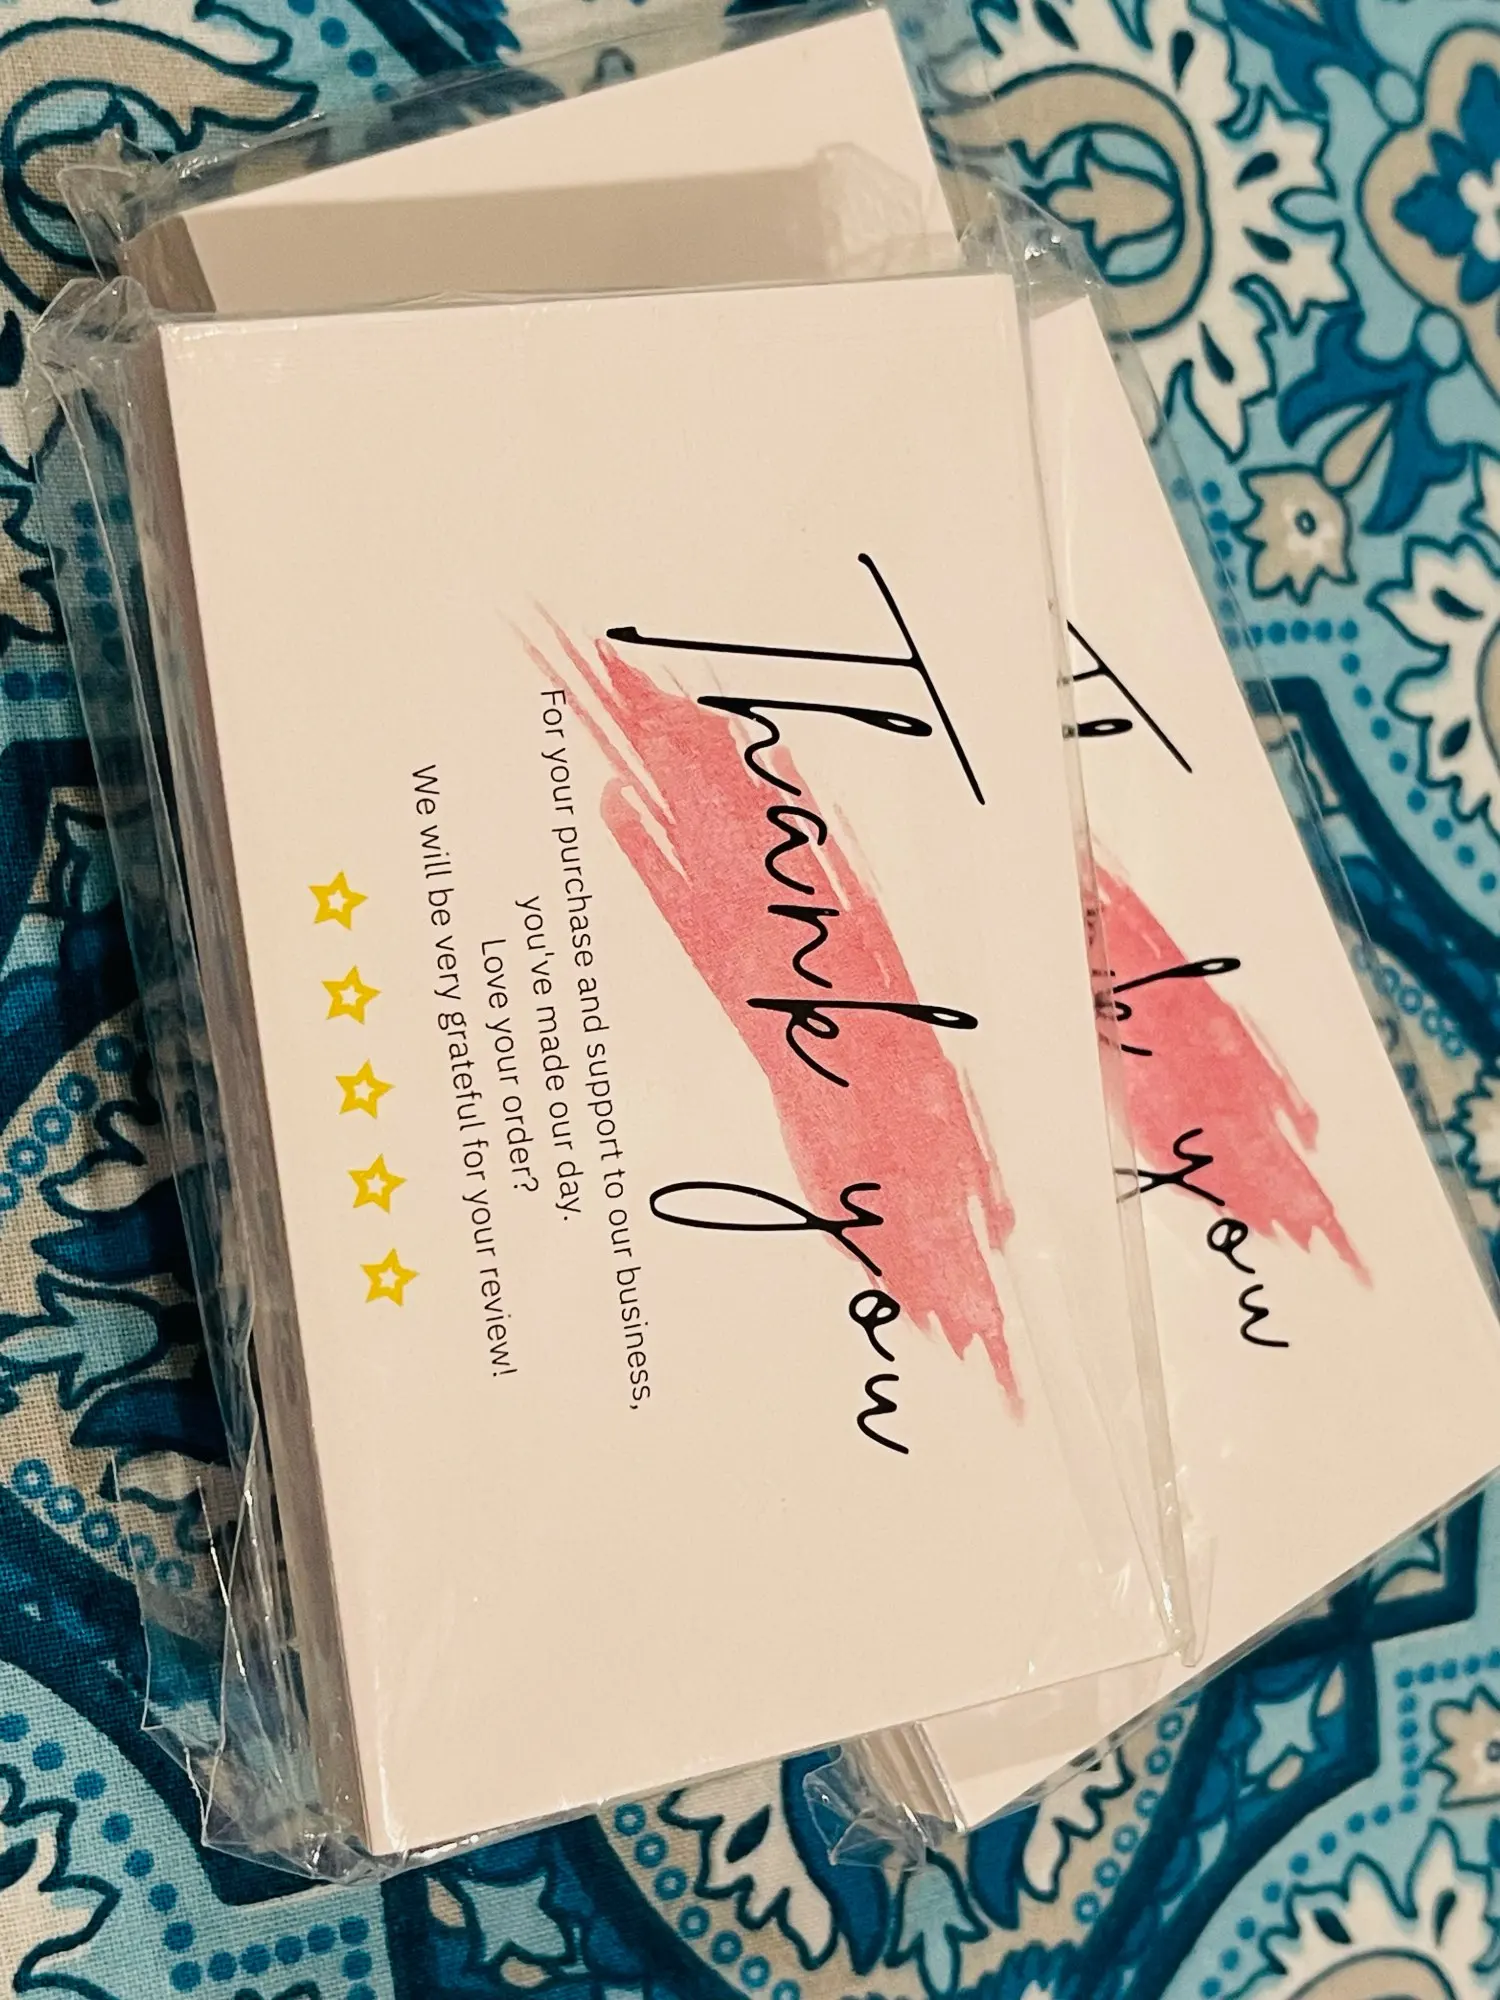 Thank you
For your purchase and support to our business,
you've made our day.
Love your order?
We will be very grateful for your review!
you